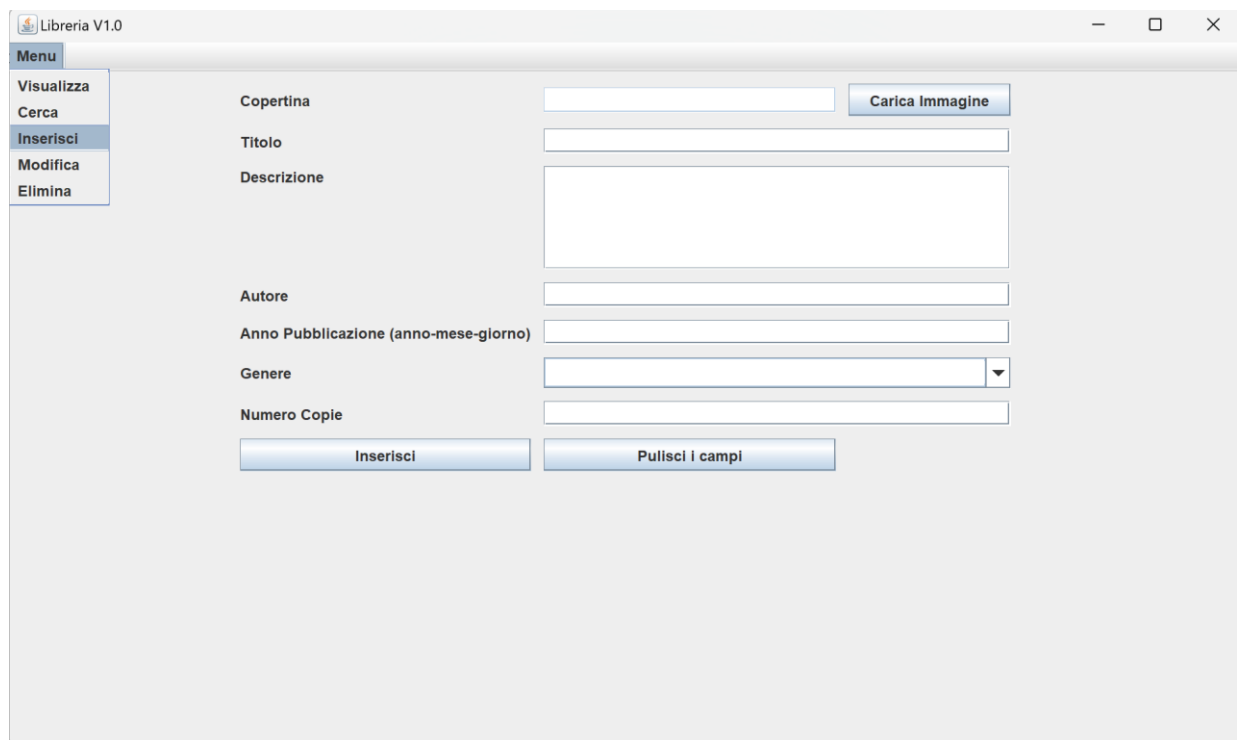 Libreria V1.0
Menu
Visualizza
Cerca
Inserisci
Modifica
Elimina
Copertina
Carica Immagine
Titolo
Descrizione
Autore
Anno Pubblicazione (anno-mese-giorno)
Genere
Numero Copie
Inserisci
Pulisci i campi